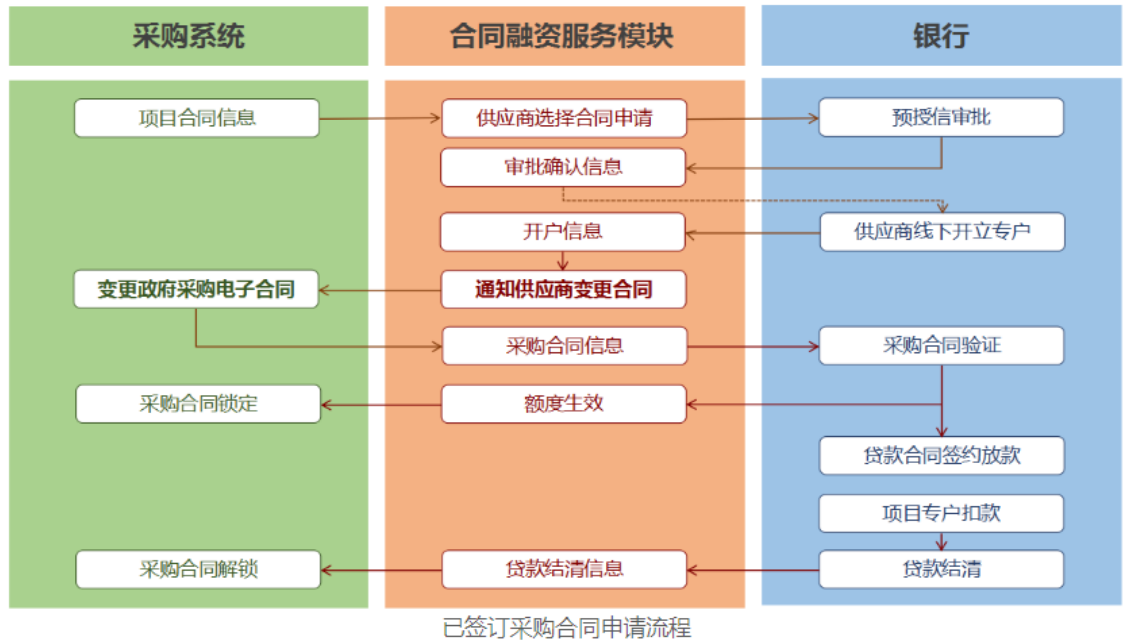 采购系统
合同融资服务模块
银行
项目合同信息
供应商选择合同申请
预授信审批
审批确认信息
开户信息
供应商线下开立专户
变更政府采购电子合同
通知供应商变更合同
采购合同信息
采购合同验证
采购合同锁定
额度生效
贷款合同签约放款
项目专户扣款
采购合同解锁
贷款结清信息
贷款结清
已签订采购合同申请流程